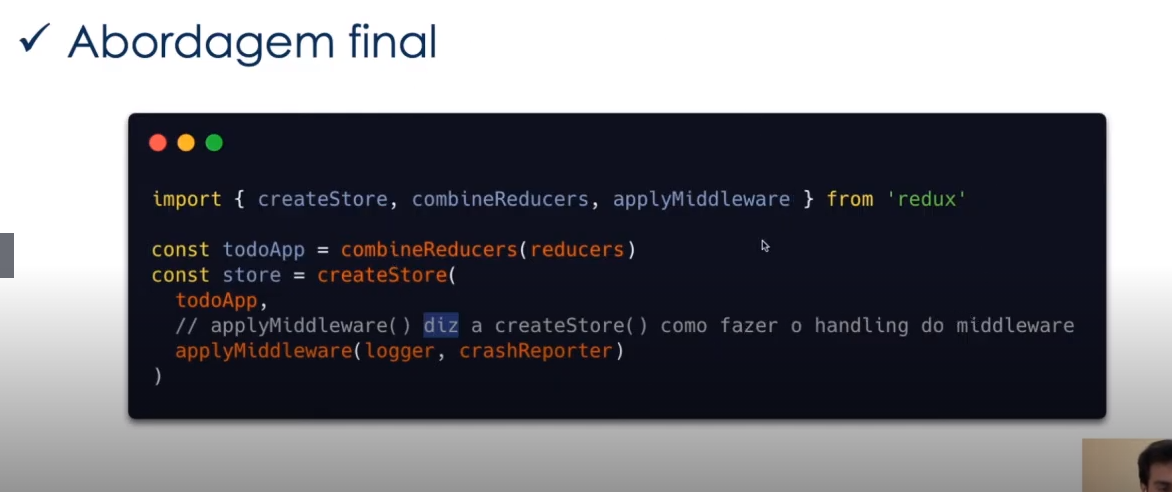 ✓ Abordagem final
import { createStore, combineReducers, applyMiddleware } from 'redux'
const todoApp = combineReducers(reducers)
const store = createStore(
todoApp,
// applyMiddleware() diz a createStore() como fazer o handling do middleware
applyMiddleware(logger, crashReporter)
)